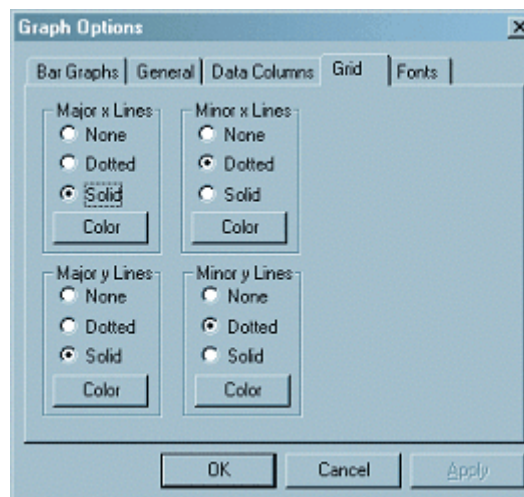 Graph Options
Bar Graphs General Data Columns Grid Fonts
Major x Lines Minor x Lines
None None
Dotted Dotted
Solid Solid
Color Color
Major y Lines Minor y Lines
None None
Dotted Dotted
Solid Solid
Color Color
OK Cancel Apply